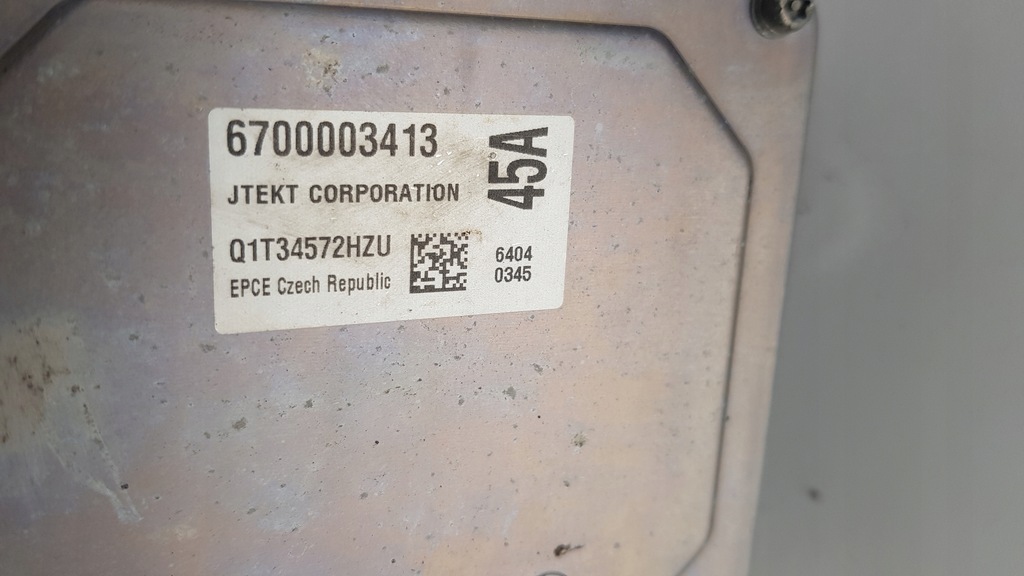 6700003413
45A
JTEKT CORPORATION
Q1T34572HZU
EPCE Czech Republic
6404
0345